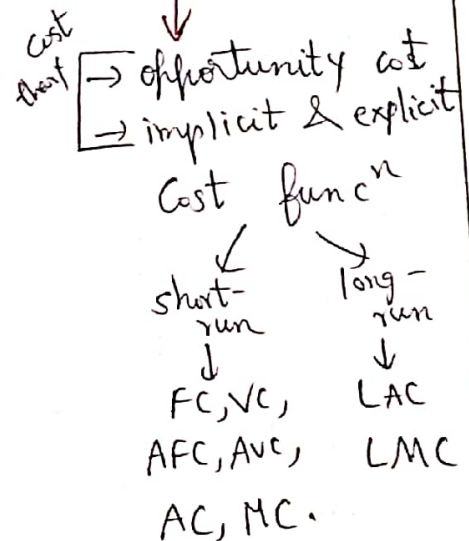 cost
→ opportunity cost
→ implicit & explicit
Cost funcⁿ
short-run long-run
FC, VC, LAC
AFC, AVC, LMC
AC, MC.